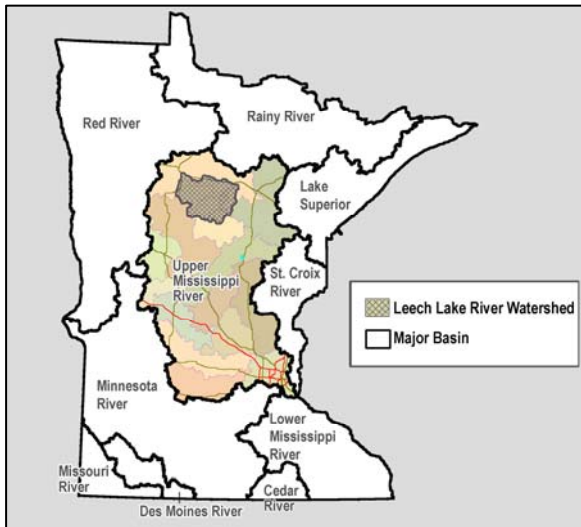 Red River
Rainy River
Lake
Superior
Upper
Mississippi
River
St. Croix
River
Leech Lake River Watershed
Major Basin
Minnesota
River
Lower
Mississippi
River
Missouri
River
Cedar
River
Des Moines River